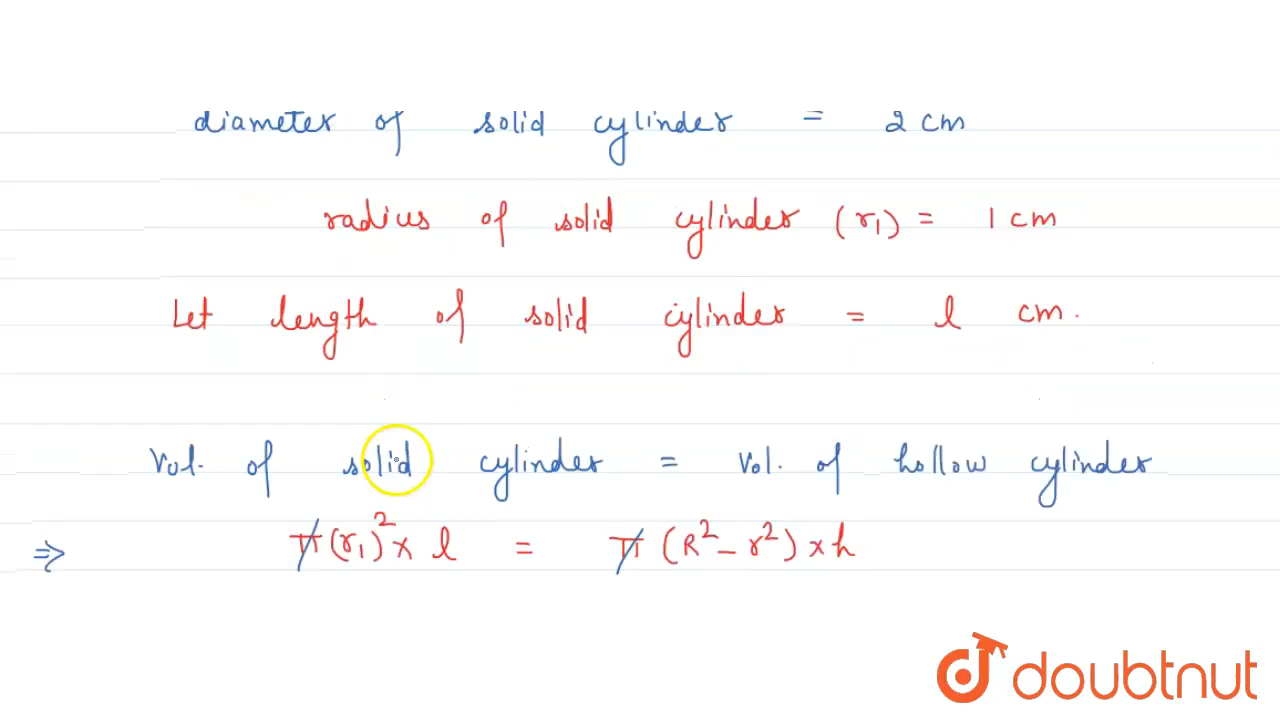 diameter of solid cylinder = 2 cm
radius of solid cylinder (r₁) = 1 cm
Let length of solid cylinder = l cm.
Vol. of solid cylinder = Vol. of hollow cylinder
⇒ π(r₁)² × l = π (R² - r²) × h
doubtnut